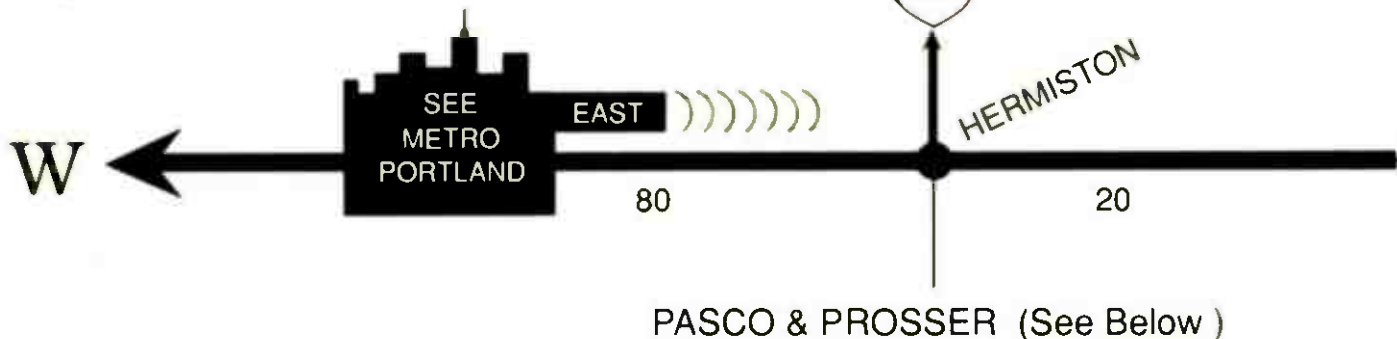 HERMISTON
SEE
METRO
PORTLAND
EAST
W
80
20
PASCO & PROSSER (See Below )